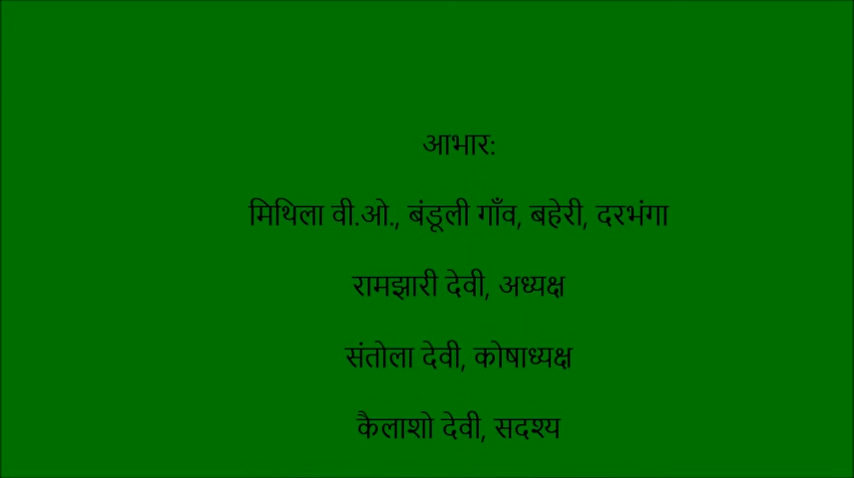 आभार:
मिथिला वी.ओ., बंडूली गाँव, बहेरी, दरभंगा
रामझारी देवी, अध्यक्ष
संतोला देवी, कोषाध्यक्ष
कैलाशो देवी, सदश्य